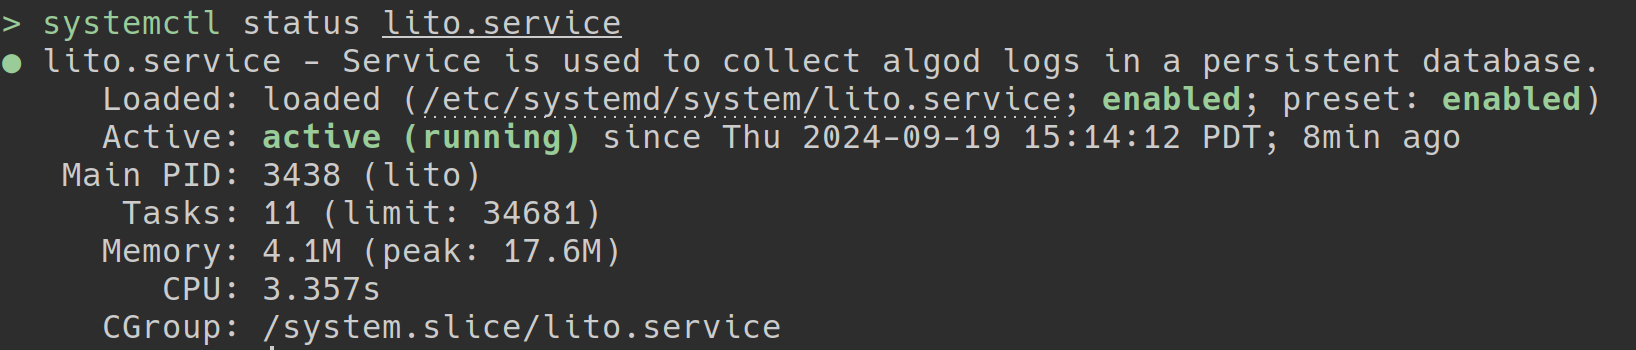 > systemctl status lito.service
● lito.service - Service is used to collect algod logs in a persistent database.
Loaded: loaded (/etc/systemd/system/lito.service; enabled; preset: enabled)
Active: active (running) since Thu 2024-09-19 15:14:12 PDT; 8min ago
Main PID: 3438 (lito)
Tasks: 11 (limit: 34681)
Memory: 4.1M (peak: 17.6M)
CPU: 3.357s
CGroup: /system.slice/lito.service